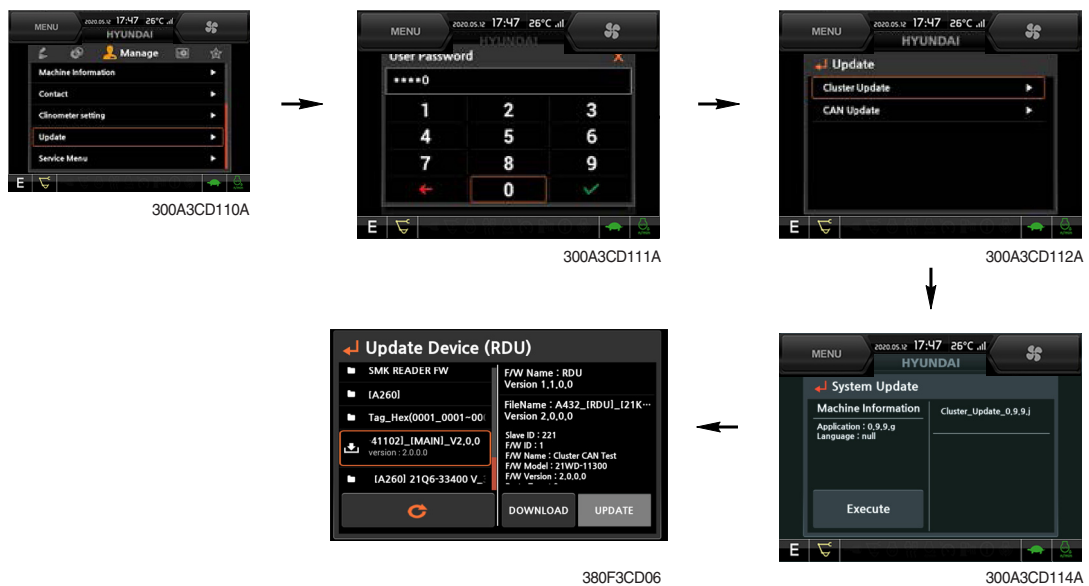 MENU
2020.05.12 17:47 26°C
HYUNDAI
Manage
Machine Information
Contact
Clinometer setting
Update
Service Menu
E
300A3CD110A
MENU
2020.05.12 17:47 26°C
HYUNDAI
User Password
X
****0
1 2 3
4 5 6
7 8 9
0
E
300A3CD111A
MENU
2020.05.12 17:47 26°C
HYUNDAI
Update
Cluster Update
CAN Update
E
300A3CD112A
Update Device (RDU)
SMK READER FW
[A260]
Tag_Hex(0001_0001~00
41102]_[MAIN]_V2,0,0
version : 2.0.0.0
[A260] 21Q6-33400 V_
F/W Name : RDU
Version 1,1,0,0
FileName : A432_[RDU]_[21K⋯
Version 2,0,0,0
Slave ID : 221
F/W ID : 1
F/W Name : Cluster CAN Test
F/W Model : 21WD-11300
F/W Version : 2,0,0,0
DOWNLOAD
UPDATE
380F3CD06
MENU
2020.05.12 17:47 26°C
HYUNDAI
System Update
Machine Information
Application : 0,9,9,g
Language : null
Cluster_Update_0,9,9,j
Execute
E
300A3CD114A